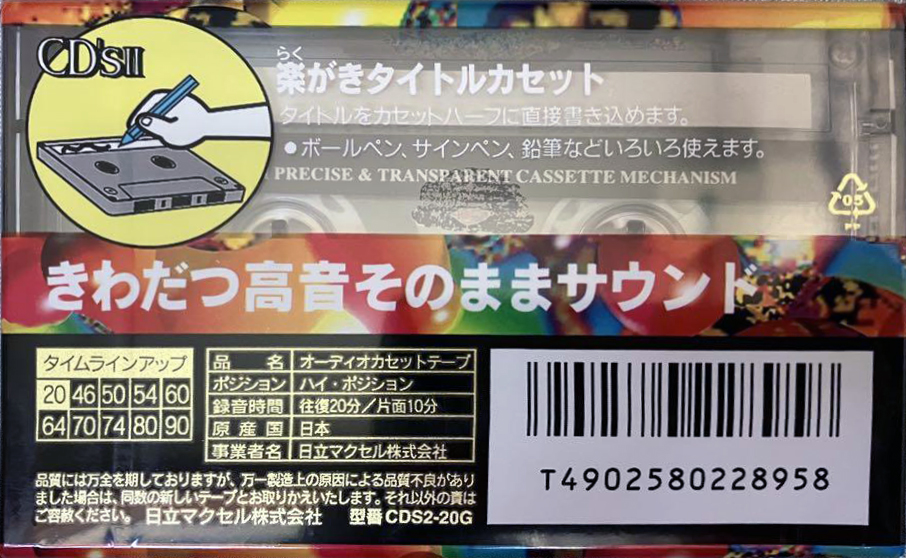 CD'sII
らく
楽がきタイトルカセット
タイトルをカセットハーフに直接書き込めます。
●ボールペン、サインペン、鉛筆などいろいろ使えます。
PRECISE & TRANSPARENT CASSETTE MECHANISM
05
きわだつ高音そのままサウンド
タイムラインアップ
20 46 50 54 60
64 70 74 80 90
品名 オーディオカセットテープ
ポジション ハイ・ポジション
録音時間 往復20分/片面10分
原産国 日本
事業者名 日立マクセル株式会社
品質には万全を期しておりますが、万一製造上の原因による品質不良があり
ました場合は、同数の新しいテープとお取りかえいたします。それ以外の責は
ご容赦ください。 日立マクセル株式会社 型番CDS2-20G
T4902580228958